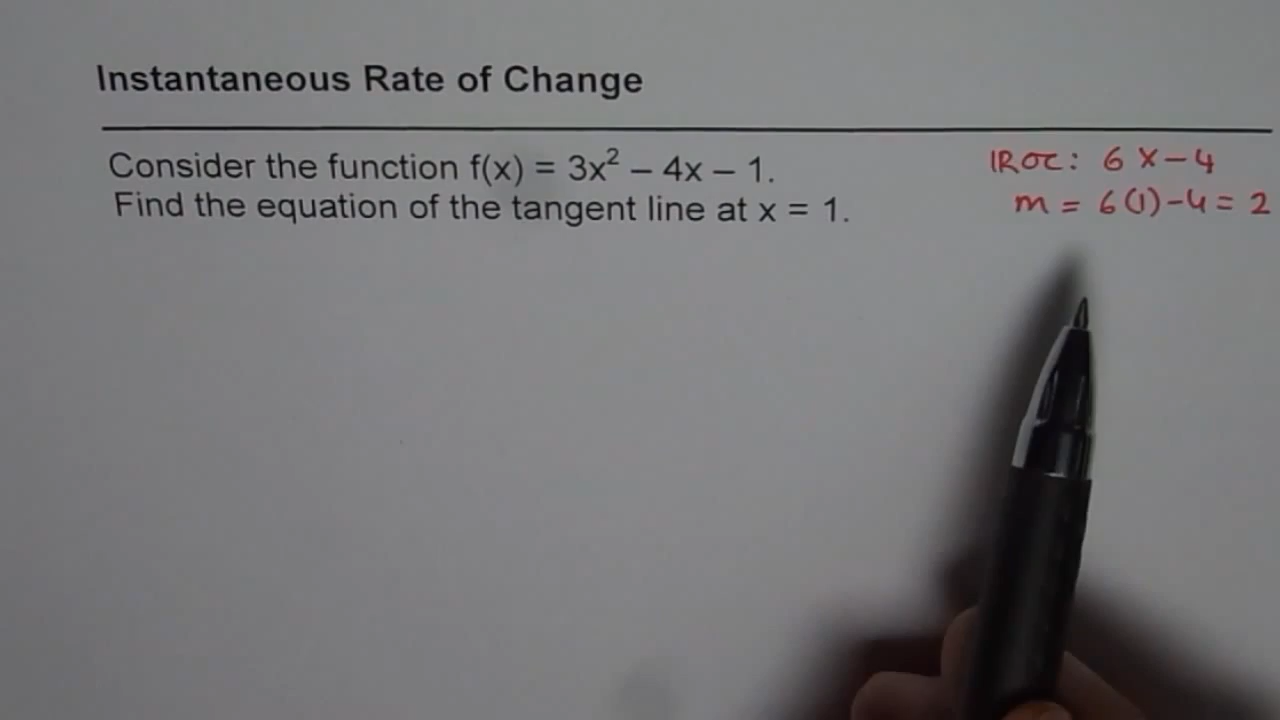 Instantaneous Rate of Change
Consider the function f(x) = 3x² – 4x – 1.
Find the equation of the tangent line at x = 1.
IROC: 6x-4
m = 6(1)-4 = 2